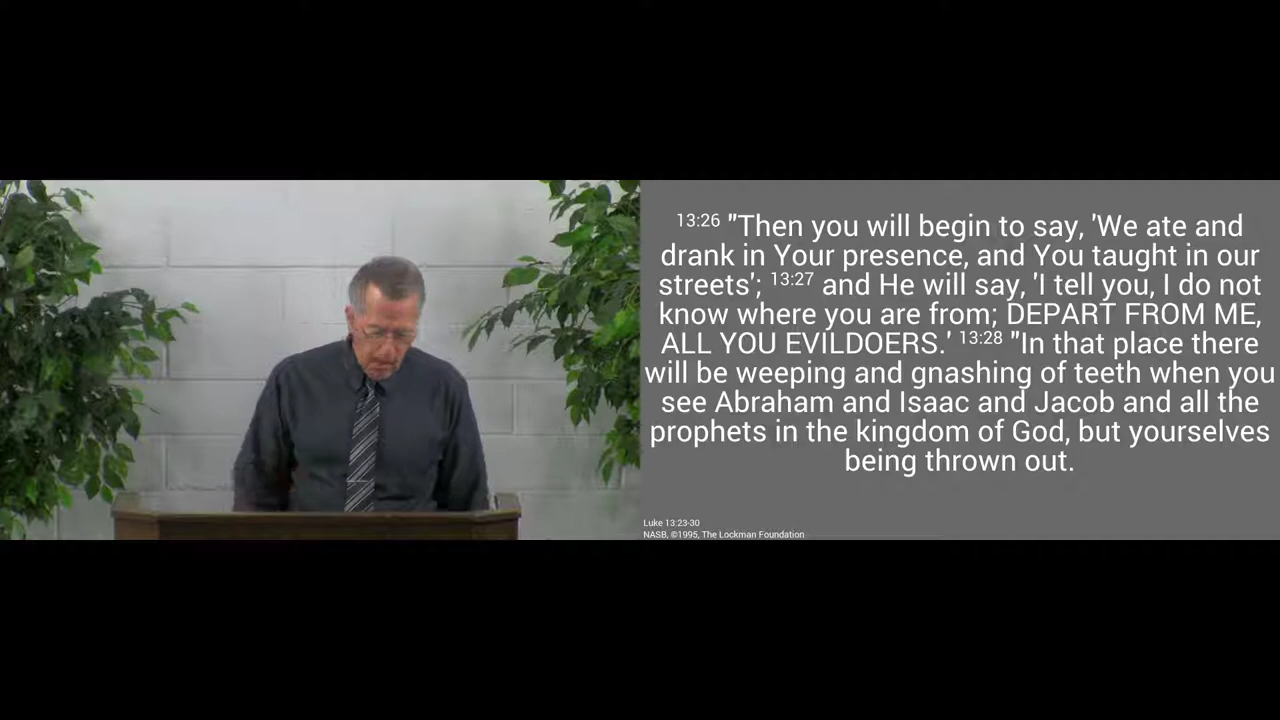 13:26 "Then you will begin to say, 'We ate and
drank in Your presence, and You taught in our
streets'; 13:27 and He will say, 'I tell you, I do not
know where you are from; DEPART FROM ME,
ALL YOU EVILDOERS.' 13:28 "In that place there
will be weeping and gnashing of teeth when you
see Abraham and Isaac and Jacob and all the
prophets in the kingdom of God, but yourselves
being thrown out.
Luke 13:23-30
NASB, ©1995, The Lockman Foundation